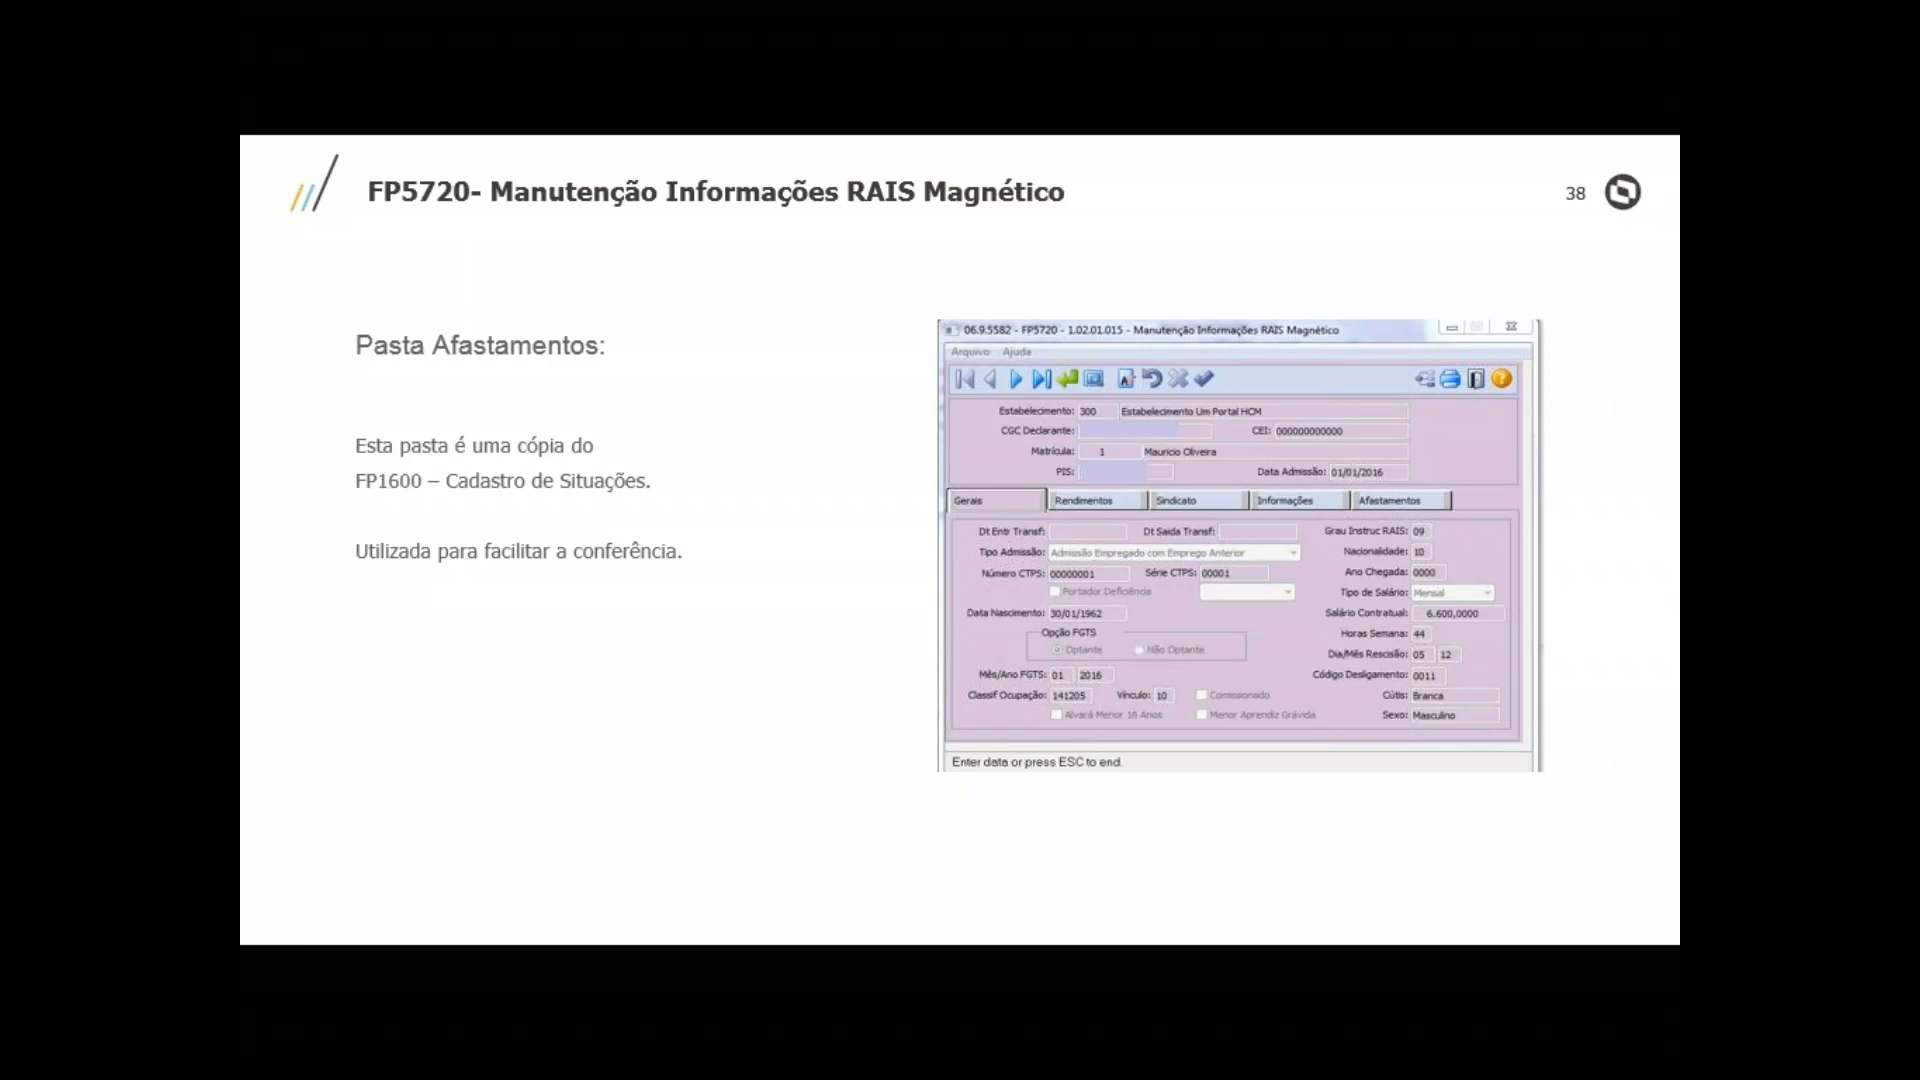 FP5720- Manutenção Informações RAIS Magnético
38
Pasta Afastamentos:
Esta pasta é uma cópia do
FP1600 – Cadastro de Situações.
Utilizada para facilitar a conferência.
06.9.5582 - FP5720 - 1.02.01.015 - Manutenção Informações RAIS Magnético
Arquivo Ajuda
Estabelecimento: 300 Estabelecimento Um Portal HCM
CGC Declarante: CEI: 000000000000
Matrícula: 1 Mauricio Oliveira
PIS: Data Admissão: 01/01/2016
Gerais Rendimentos Sindicato Informações Afastamentos
Dt Entr Transf: Dt Saida Transf: Grau Instruc RAIS: 09
Tipo Admissão: Admissão Empregado com Emprego Anterior Nacionalidade: 10
Número CTPS: 00000001 Série CTPS: 00001 Ano Chegada: 0000
Portador Deficiência Tipo de Salário: Mensal
Data Nascimento: 30/01/1962 Salário Contratual: 6.600,0000
Opção FGTS Horas Semana: 44
Optante Não Optante Dia/Mês Rescisão: 05 12
Mês/Ano FGTS: 01 2016 Código Desligamento: 0011
Classif Ocupação: 141205 Vínculo: 10 Comissionado Cútis: Branca
Alvará Menor 16 Anos Menor Aprendiz Grávida Sexo: Masculino
Enter data or press ESC to end.